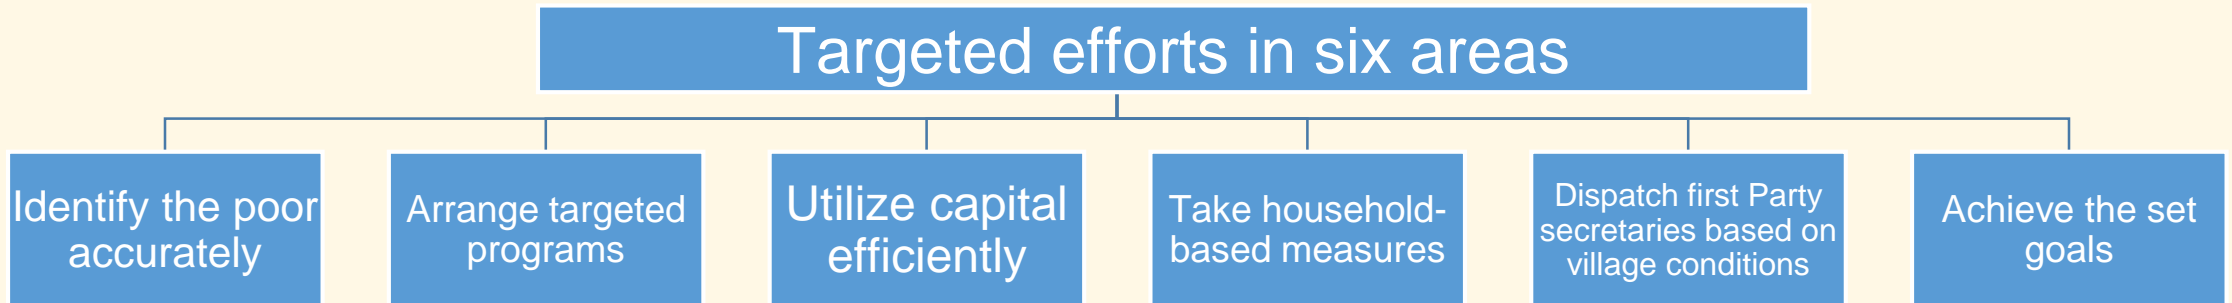 Targeted efforts in six areas
Identify the poor
accurately
Arrange targeted
programs
Utilize capital
efficiently
Take household-
based measures
Dispatch first Party
secretaries based on
village conditions
Achieve the set
goals